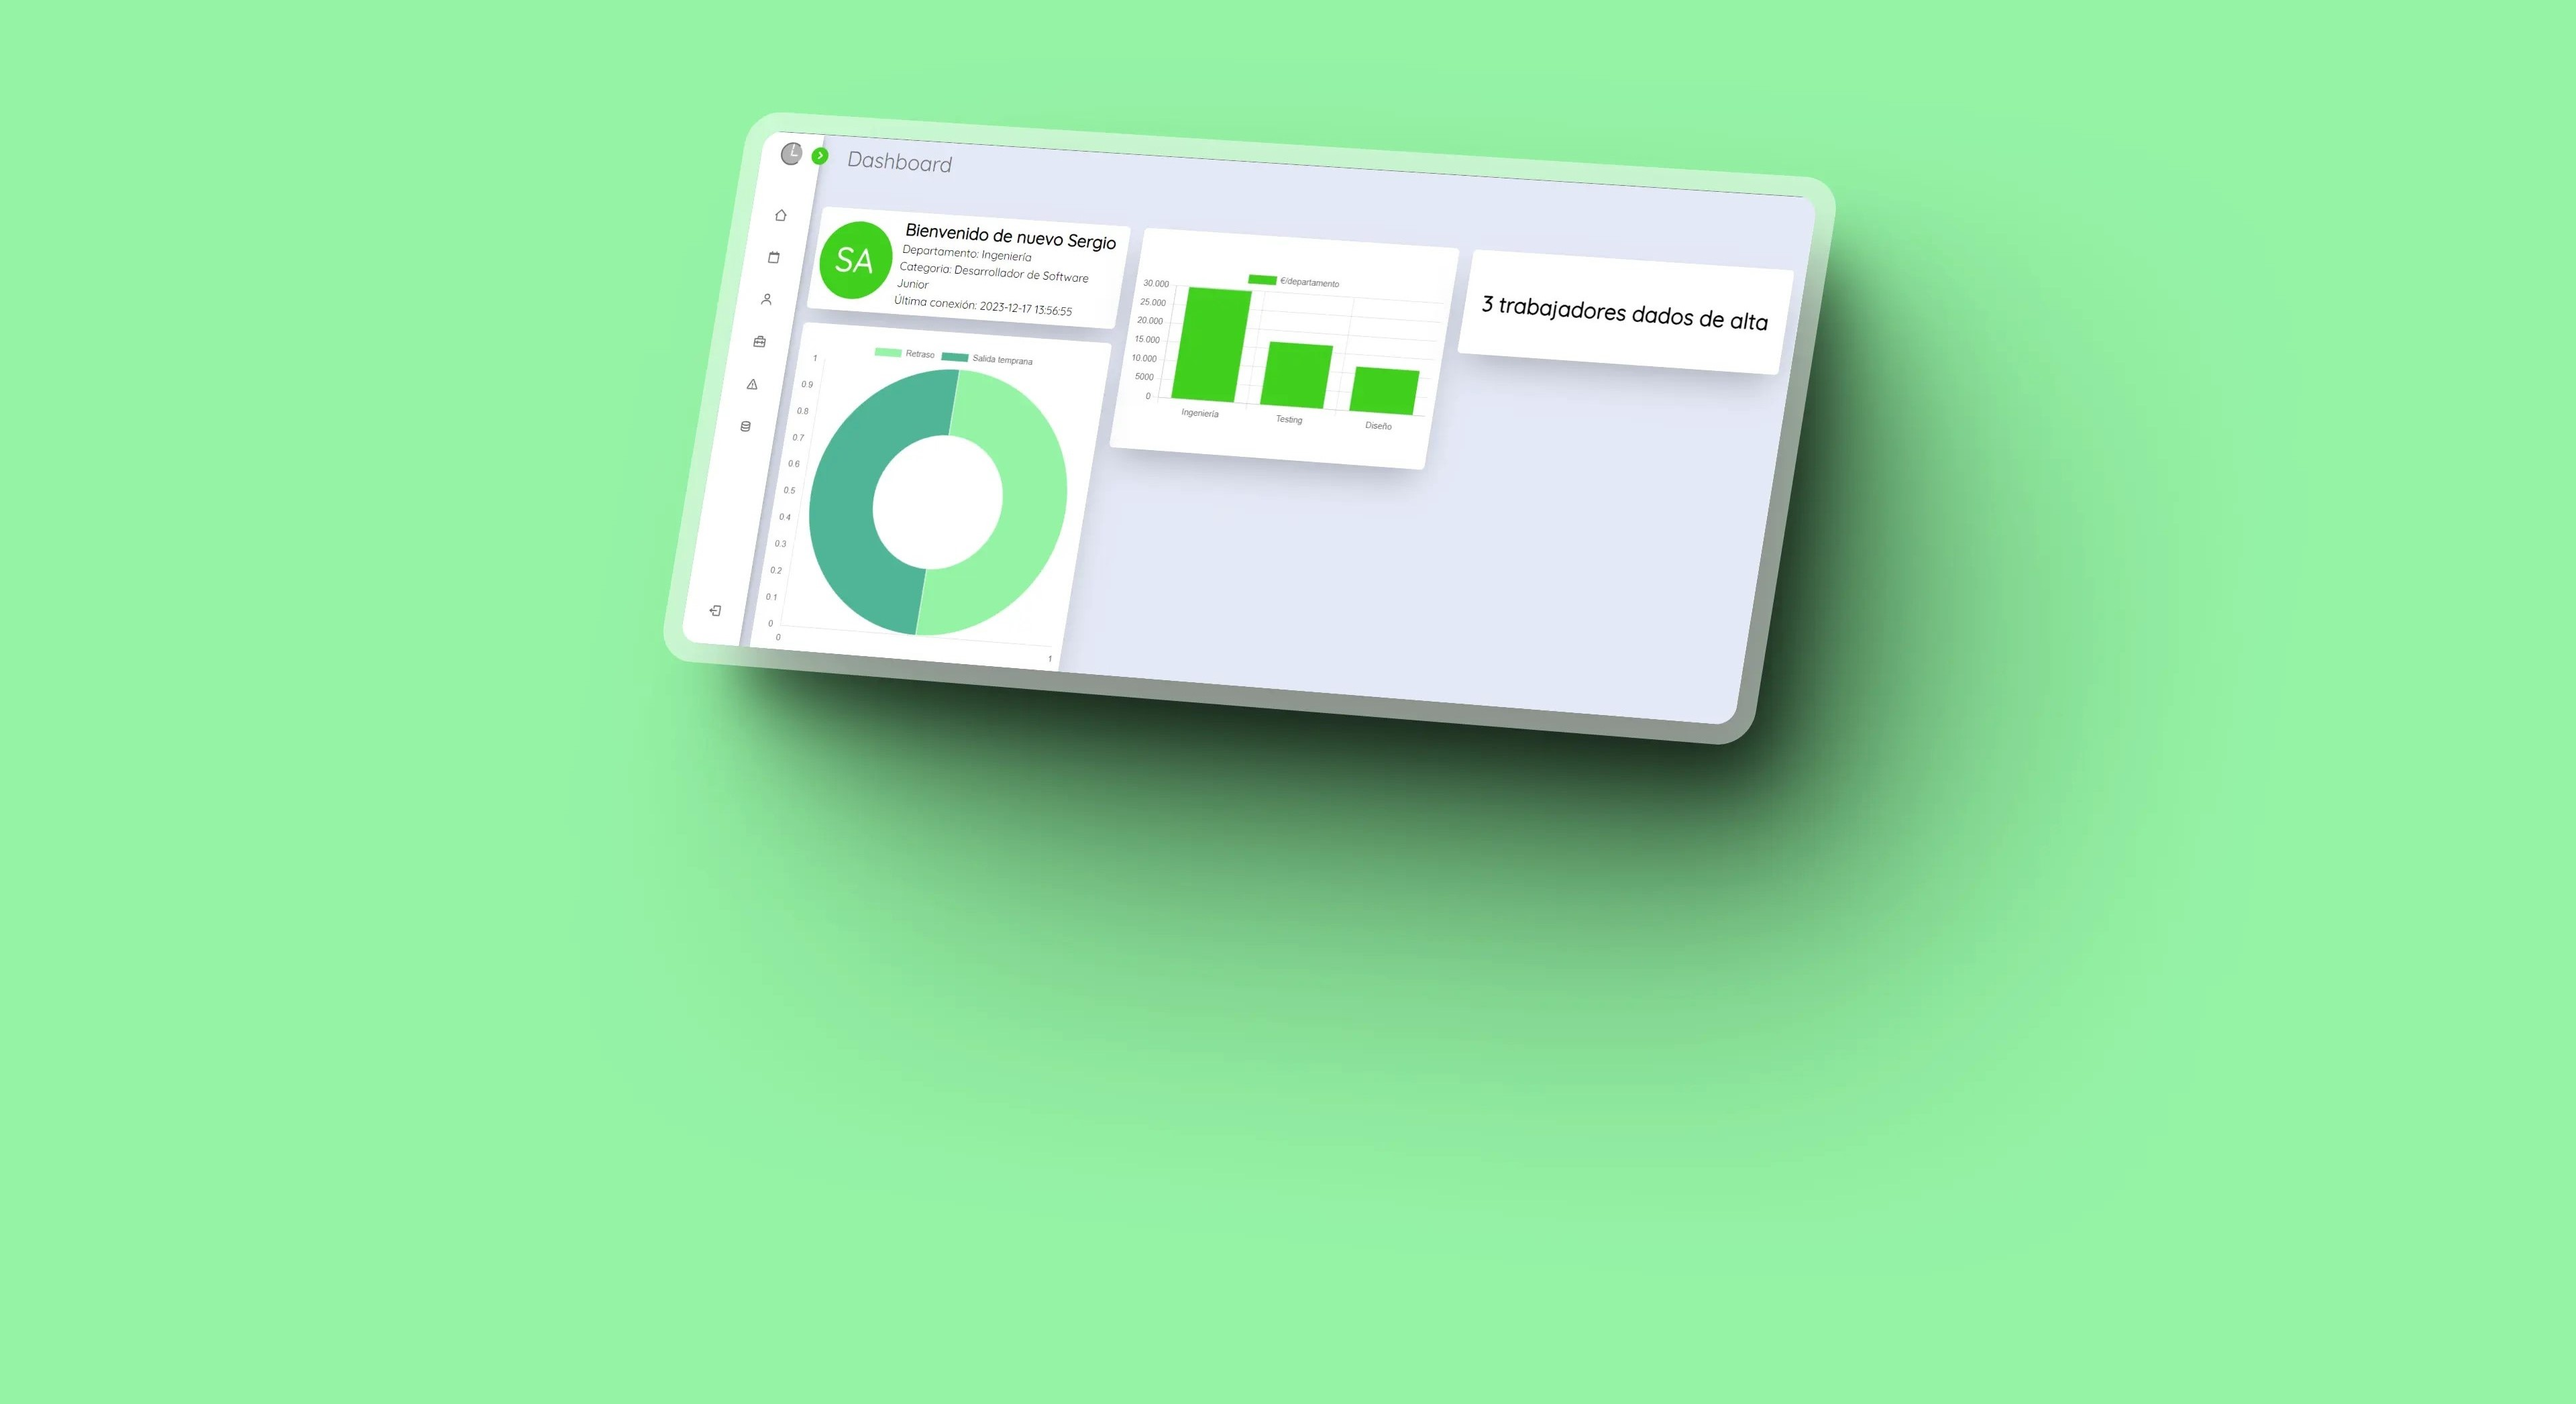 Dashboard
SA
Bienvenido de nuevo Sergio
Departamento: Ingeniería
Categoria: Desarrollador de Software
Junior
Última conexión: 2023-12-17 13:56:55
Retraso Salida temprana
1
0.9
0.8
0.7
0.6
0.5
0.4
0.3
0.2
0.1
0
0 1
€/departamento
30.000
25.000
20.000
15.000
10.000
5000
0
Ingeniería Testing Diseño
3 trabajadores dados de alta